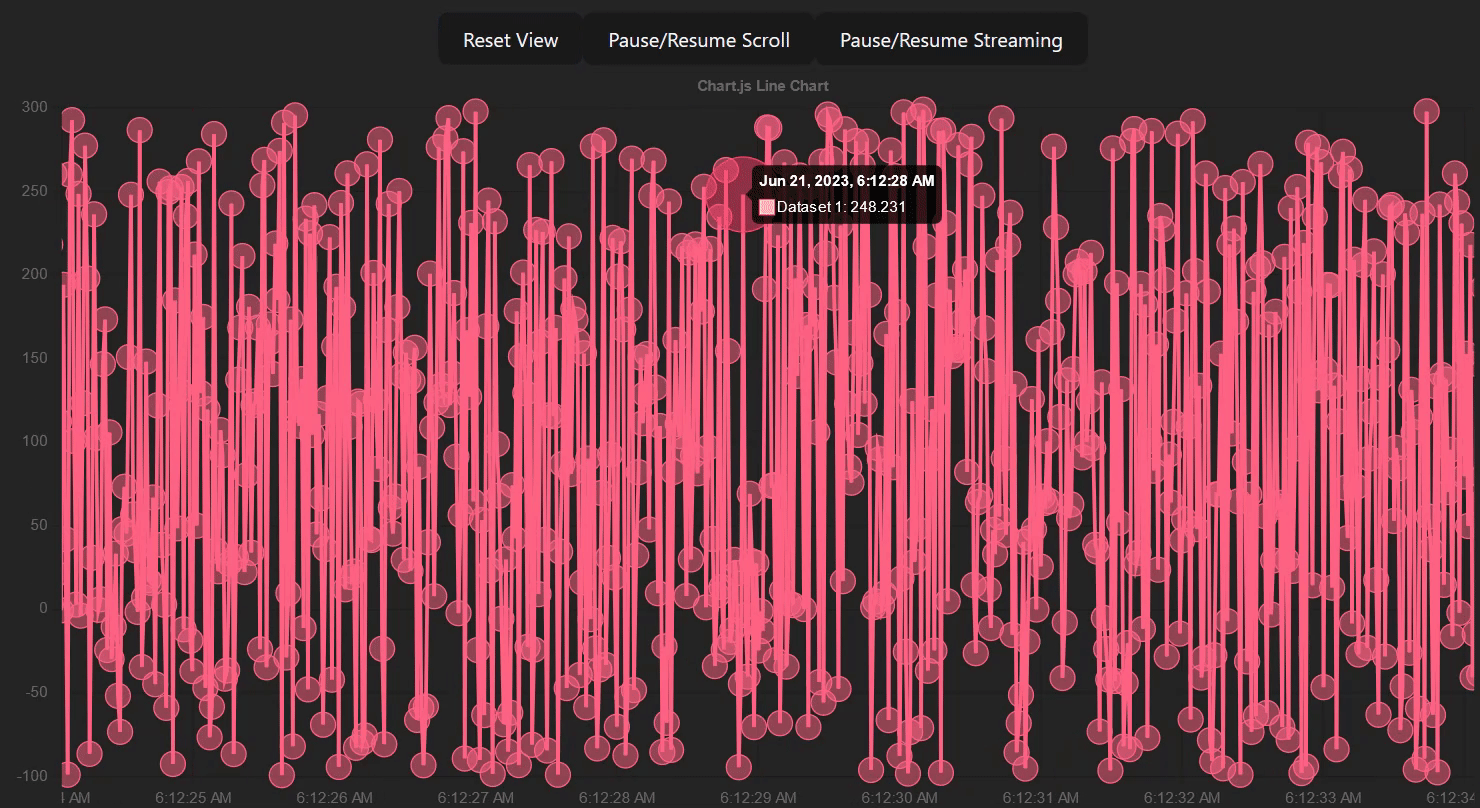 Reset View
Pause/Resume Scroll
Pause/Resume Streaming
Chart.js Line Chart
300
250
200
150
100
50
0
-50
-100
Jun 21, 2023, 6:12:28 AM
Dataset 1: 248.231
AM
6:12:25 AM
6:12:26 AM
6:12:27 AM
6:12:28 AM
6:12:29 AM
6:12:30 AM
6:12:31 AM
6:12:32 AM
6:12:33 AM
6:12:34